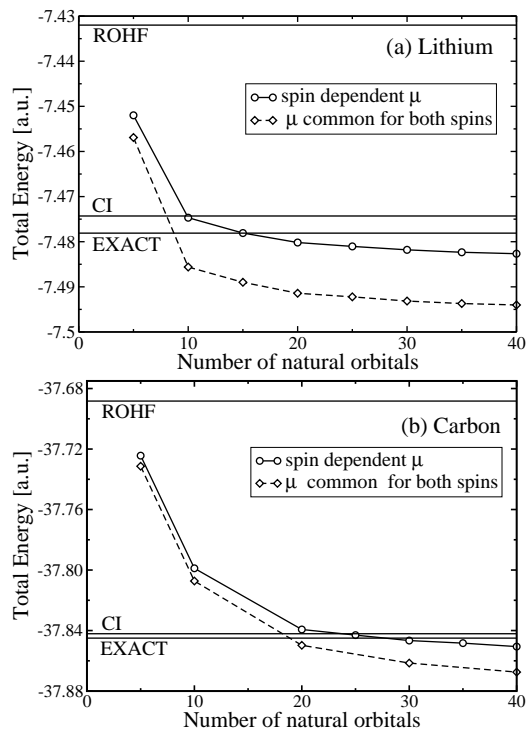 -7.43
ROHF
(a) Lithium
-7.44
spin dependent μ
-7.45
μ common for both spins
-7.46
Total Energy [a.u.]
-7.47
CI
-7.48
EXACT
-7.49
-7.5
0 10 20 30 40
Number of natural orbitals
-37.68
ROHF
(b) Carbon
-37.72
spin dependent μ
μ common for both spins
-37.76
Total Energy [a.u.]
-37.80
CI
-37.84
EXACT
-37.88
0 10 20 30 40
Number of natural orbitals